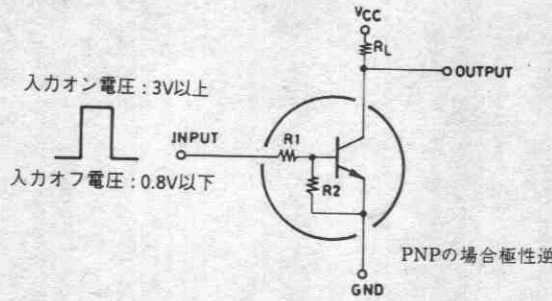 VCC
RL
OUTPUT
入力オン電圧：3V以上
INPUT
R1
R2
入力オフ電圧：0.8V以下
PNPの場合極性逆
GND